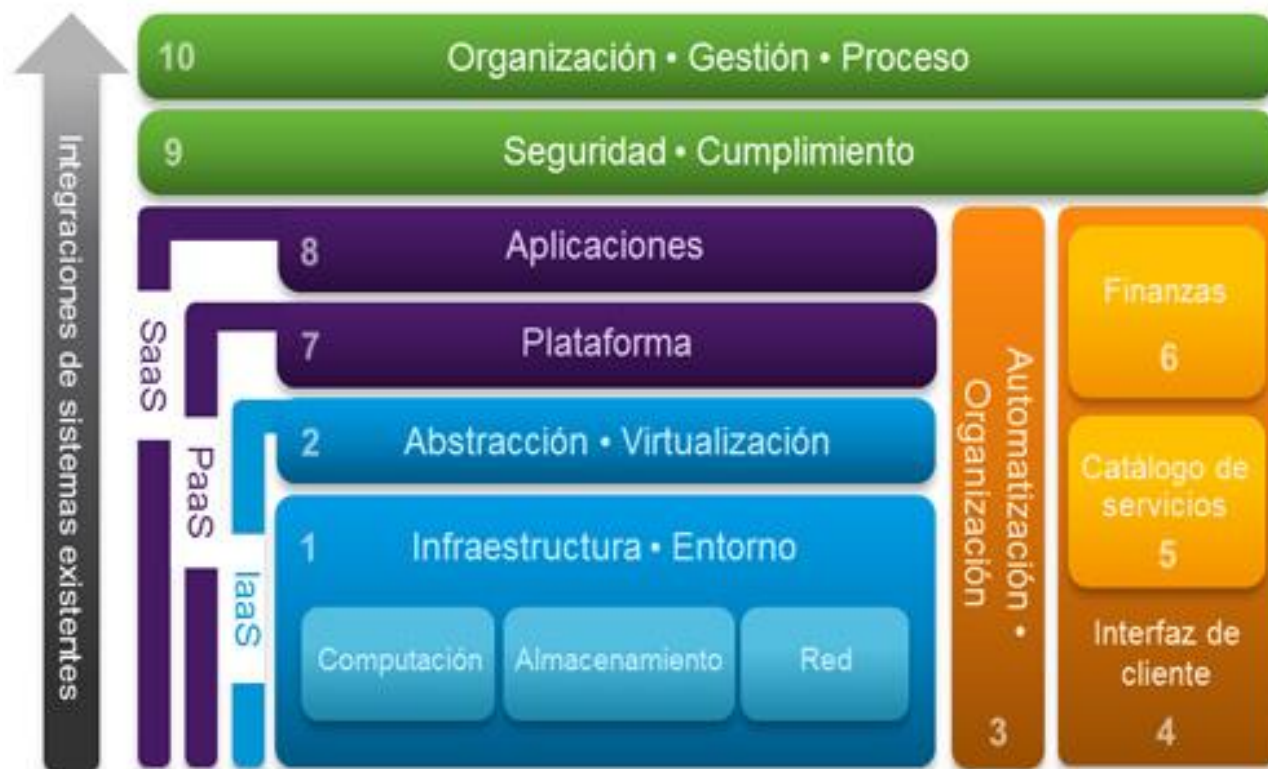 10 Organización • Gestión • Proceso
9 Seguridad • Cumplimiento
Integraciones de sistemas existentes
SaaS
PaaS
IaaS
8 Aplicaciones
7 Plataforma
2 Abstracción • Virtualización
1 Infraestructura • Entorno
Computación
Almacenamiento
Red
Automatización •
Organización
3
Finanzas
6
Catálogo de
servicios
5
Interfaz de
cliente
4